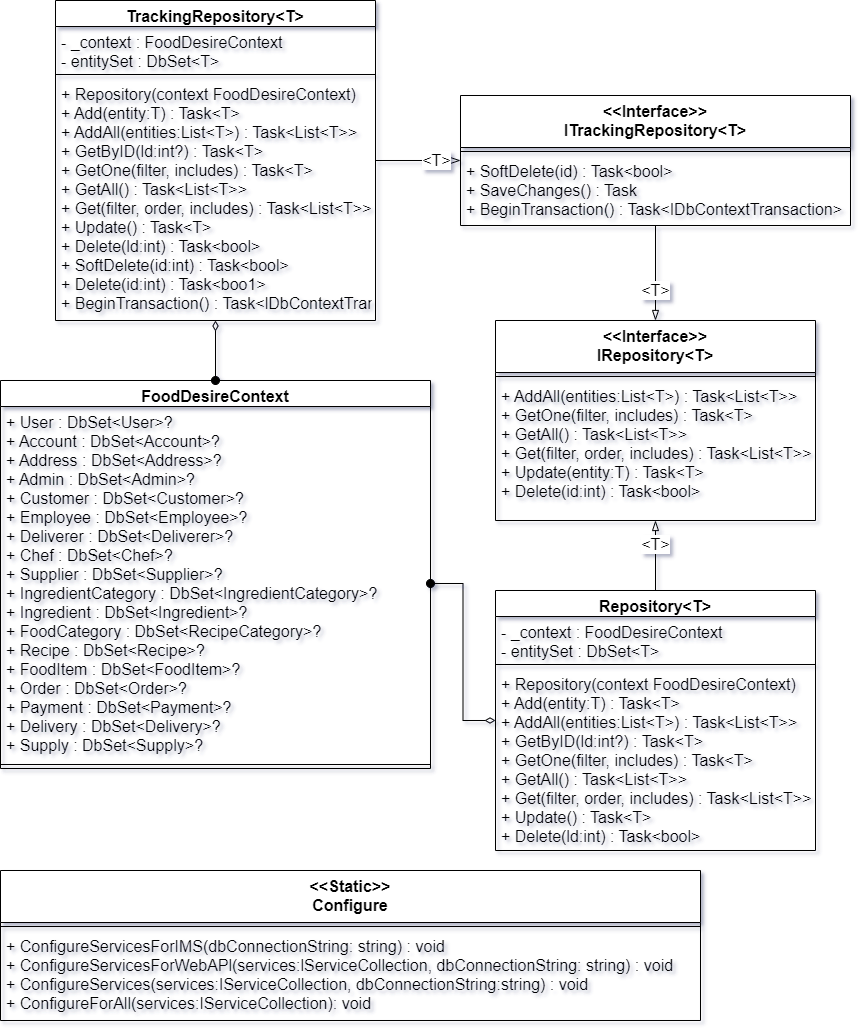 TrackingRepository<T>
- _context : FoodDesireContext
- entitySet : DbSet<T>
+ Repository(context FoodDesireContext)
+ Add(entity:T) : Task<T>
+ AddAll(entities:List<T>) : Task<List<T>>
+ GetByID(Id:int?) : Task<T>
+ GetOne(filter, includes) : Task<T>
+ GetAll() : Task<List<T>>
+ Get(filter, order, includes) : Task<List<T>>
+ Update() : Task<T>
+ Delete(Id:int) : Task<bool>
+ SoftDelete(id:int) : Task<bool>
+ Delete(id:int) : Task<boo1>
+ BeginTransaction() : Task<IDbContextTrar
<T>
<<Interface>>
ITrackingRepository<T>
+ SoftDelete(id) : Task<bool>
+ SaveChanges() : Task
+ BeginTransaction() : Task<IDbContextTransaction>
<T>
<<Interface>>
IRepository<T>
+ AddAll(entities:List<T>) : Task<List<T>>
+ GetOne(filter, includes) : Task<T>
+ GetAll() : Task<List<T>>
+ Get(filter, order, includes) : Task<List<T>>
+ Update(entity:T) : Task<T>
+ Delete(id:int) : Task<bool>
<T>
FoodDesireContext
+ User : DbSet<User>?
+ Account : DbSet<Account>?
+ Address : DbSet<Address>?
+ Admin : DbSet<Admin>?
+ Customer : DbSet<Customer>?
+ Employee : DbSet<Employee>?
+ Deliverer : DbSet<Deliverer>?
+ Chef : DbSet<Chef>?
+ Supplier : DbSet<Supplier>?
+ IngredientCategory : DbSet<IngredientCategory>?
+ Ingredient : DbSet<Ingredient>?
+ FoodCategory : DbSet<RecipeCategory>?
+ Recipe : DbSet<Recipe>?
+ FoodItem : DbSet<FoodItem>?
+ Order : DbSet<Order>?
+ Payment : DbSet<Payment>?
+ Delivery : DbSet<Delivery>?
+ Supply : DbSet<Supply>?
Repository<T>
- _context : FoodDesireContext
- entitySet : DbSet<T>
+ Repository(context FoodDesireContext)
+ Add(entity:T) : Task<T>
+ AddAll(entities:List<T>) : Task<List<T>>
+ GetByID(Id:int?) : Task<T>
+ GetOne(filter, includes) : Task<T>
+ GetAll() : Task<List<T>>
+ Get(filter, order, includes) : Task<List<T>>
+ Update() : Task<T>
+ Delete(Id:int) : Task<bool>
<<Static>>
Configure
+ ConfigureServicesForIMS(dbConnectionString: string) : void
+ ConfigureServicesForWebAPI(services:IServiceCollection, dbConnectionString: string) : void
+ ConfigureServices(services:IServiceCollection, dbConnectionString:string) : void
+ ConfigureForAll(services:IServiceCollection): void